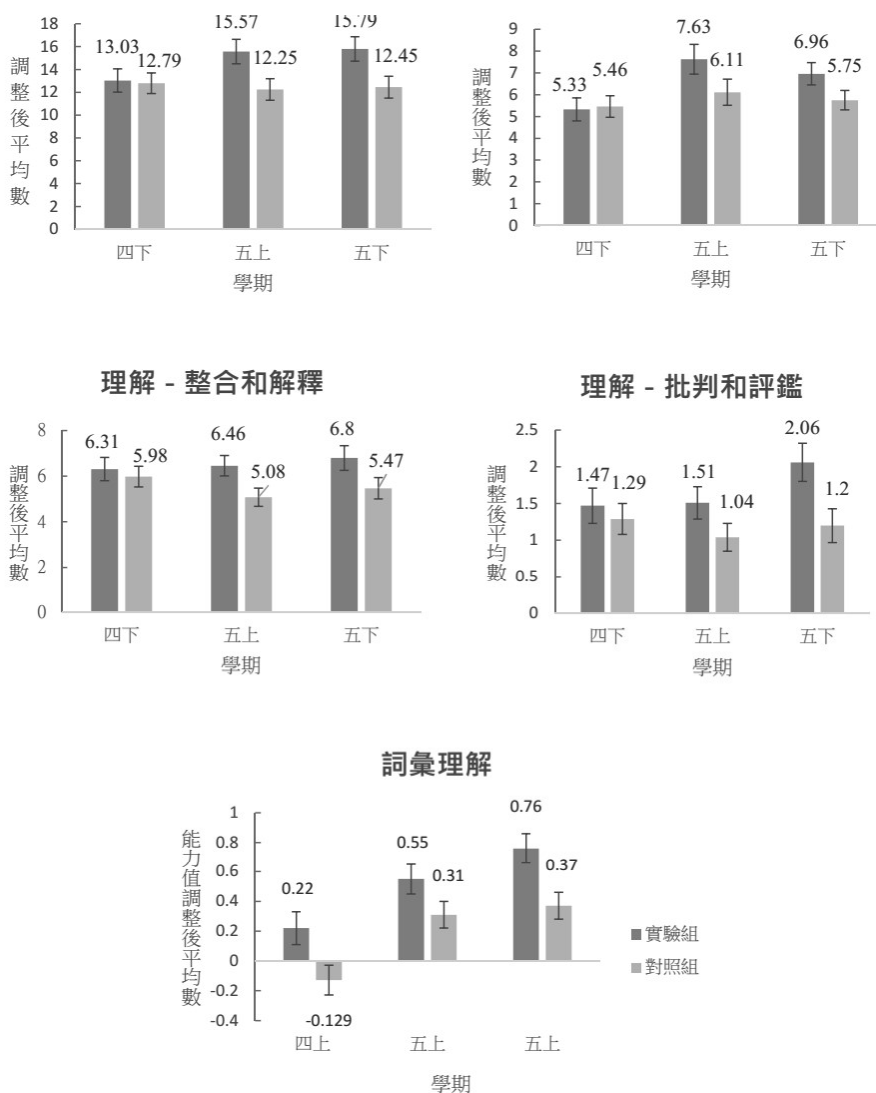 18
16
14
12
10
8
6
4
2
0
調整後平均數
13.03
12.79
15.57
12.25
15.79
12.45
四下
五上
五下
學期
9
8
7
6
5
4
3
2
1
0
調整後平均數
5.33
5.46
7.63
6.11
6.96
5.75
四下
五上
五下
學期
理解 - 整合和解釋
8
6
4
2
0
調整後平均數
6.31
5.98
6.46
5.08
6.8
5.47
四下
五上
五下
學期
理解 - 批判和評鑑
2.5
2
1.5
1
0.5
0
調整後平均數
1.47
1.29
1.51
1.04
2.06
1.2
四下
五上
五下
學期
詞彙理解
1
0.8
0.6
0.4
0.2
0
-0.2
-0.4
能力值調整後平均數
0.22
-0.129
0.55
0.31
0.76
0.37
四上
五上
五上
學期
實驗組
對照組